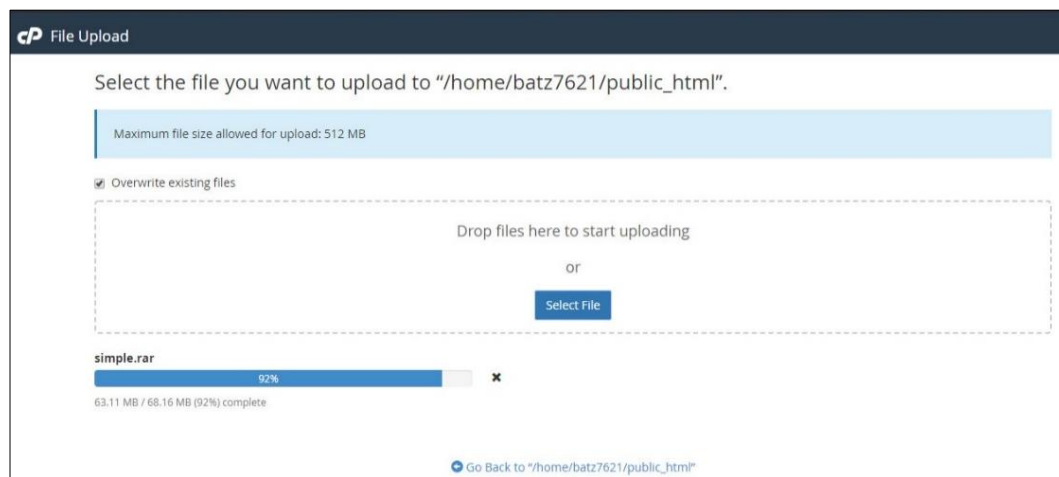 cP File Upload
Select the file you want to upload to “/home/batz7621/public_html”.
Maximum file size allowed for upload: 512 MB
Overwrite existing files
Drop files here to start uploading
or
Select File
simple.rar
92%
63.11 MB / 68.16 MB (92%) complete
Go Back to “/home/batz7621/public_html”